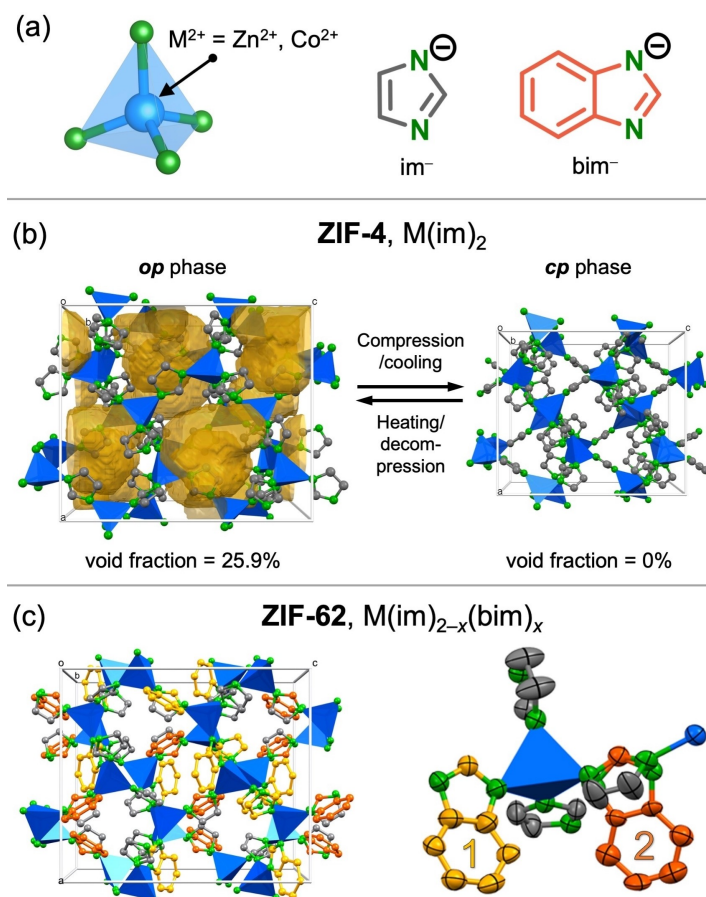 (a)
M²⁺ = Zn²⁺, Co²⁺
N
N
im⁻
N
N
bim⁻
(b)
ZIF-4, M(im)₂
op phase
cp phase
o
b
c
a
Compression
/cooling
Heating/
decom-
pression
o
b
c
a
void fraction = 25.9%
void fraction = 0%
(c)
ZIF-62, M(im)₂₋ₓ(bim)ₓ
o
b
c
a
1
2